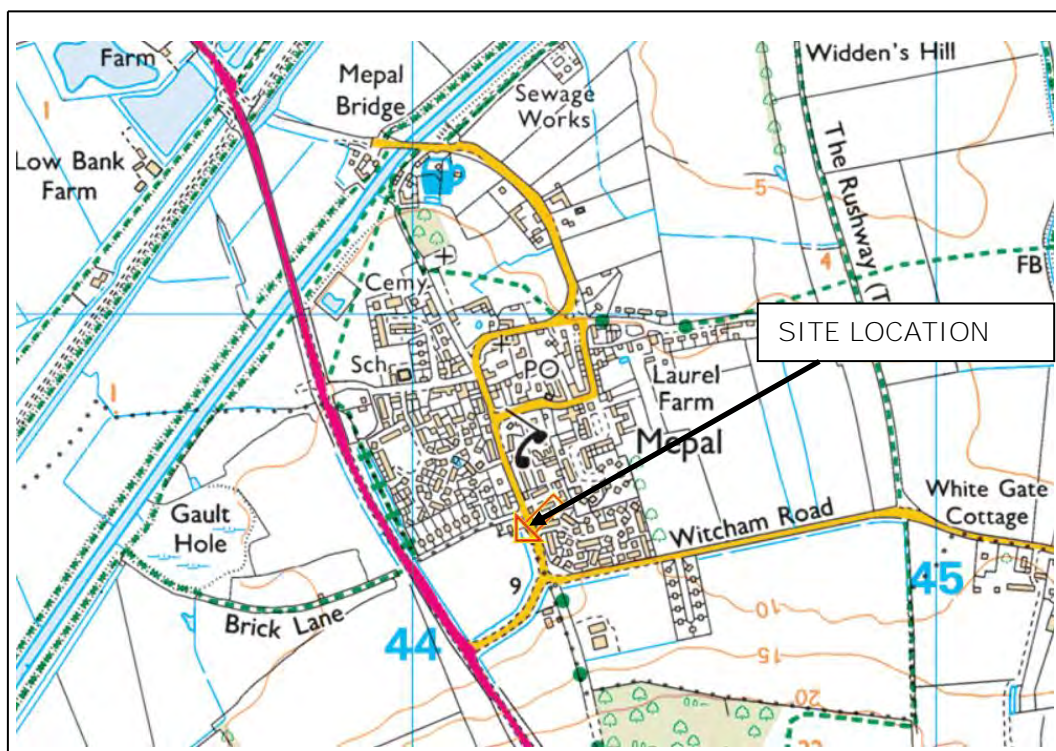 Farm
Mepal
Bridge
Sewage
Works
Widden's Hill
1
Low Bank
Farm
The Rushway (T
5
4
FB
Cemy
SITE LOCATION
Sch
PO
Laurel
Farm
1
Mepal
Gault
Hole
Witcham Road
White Gate
Cottage
9
45
Brick Lane
44
10
15
20